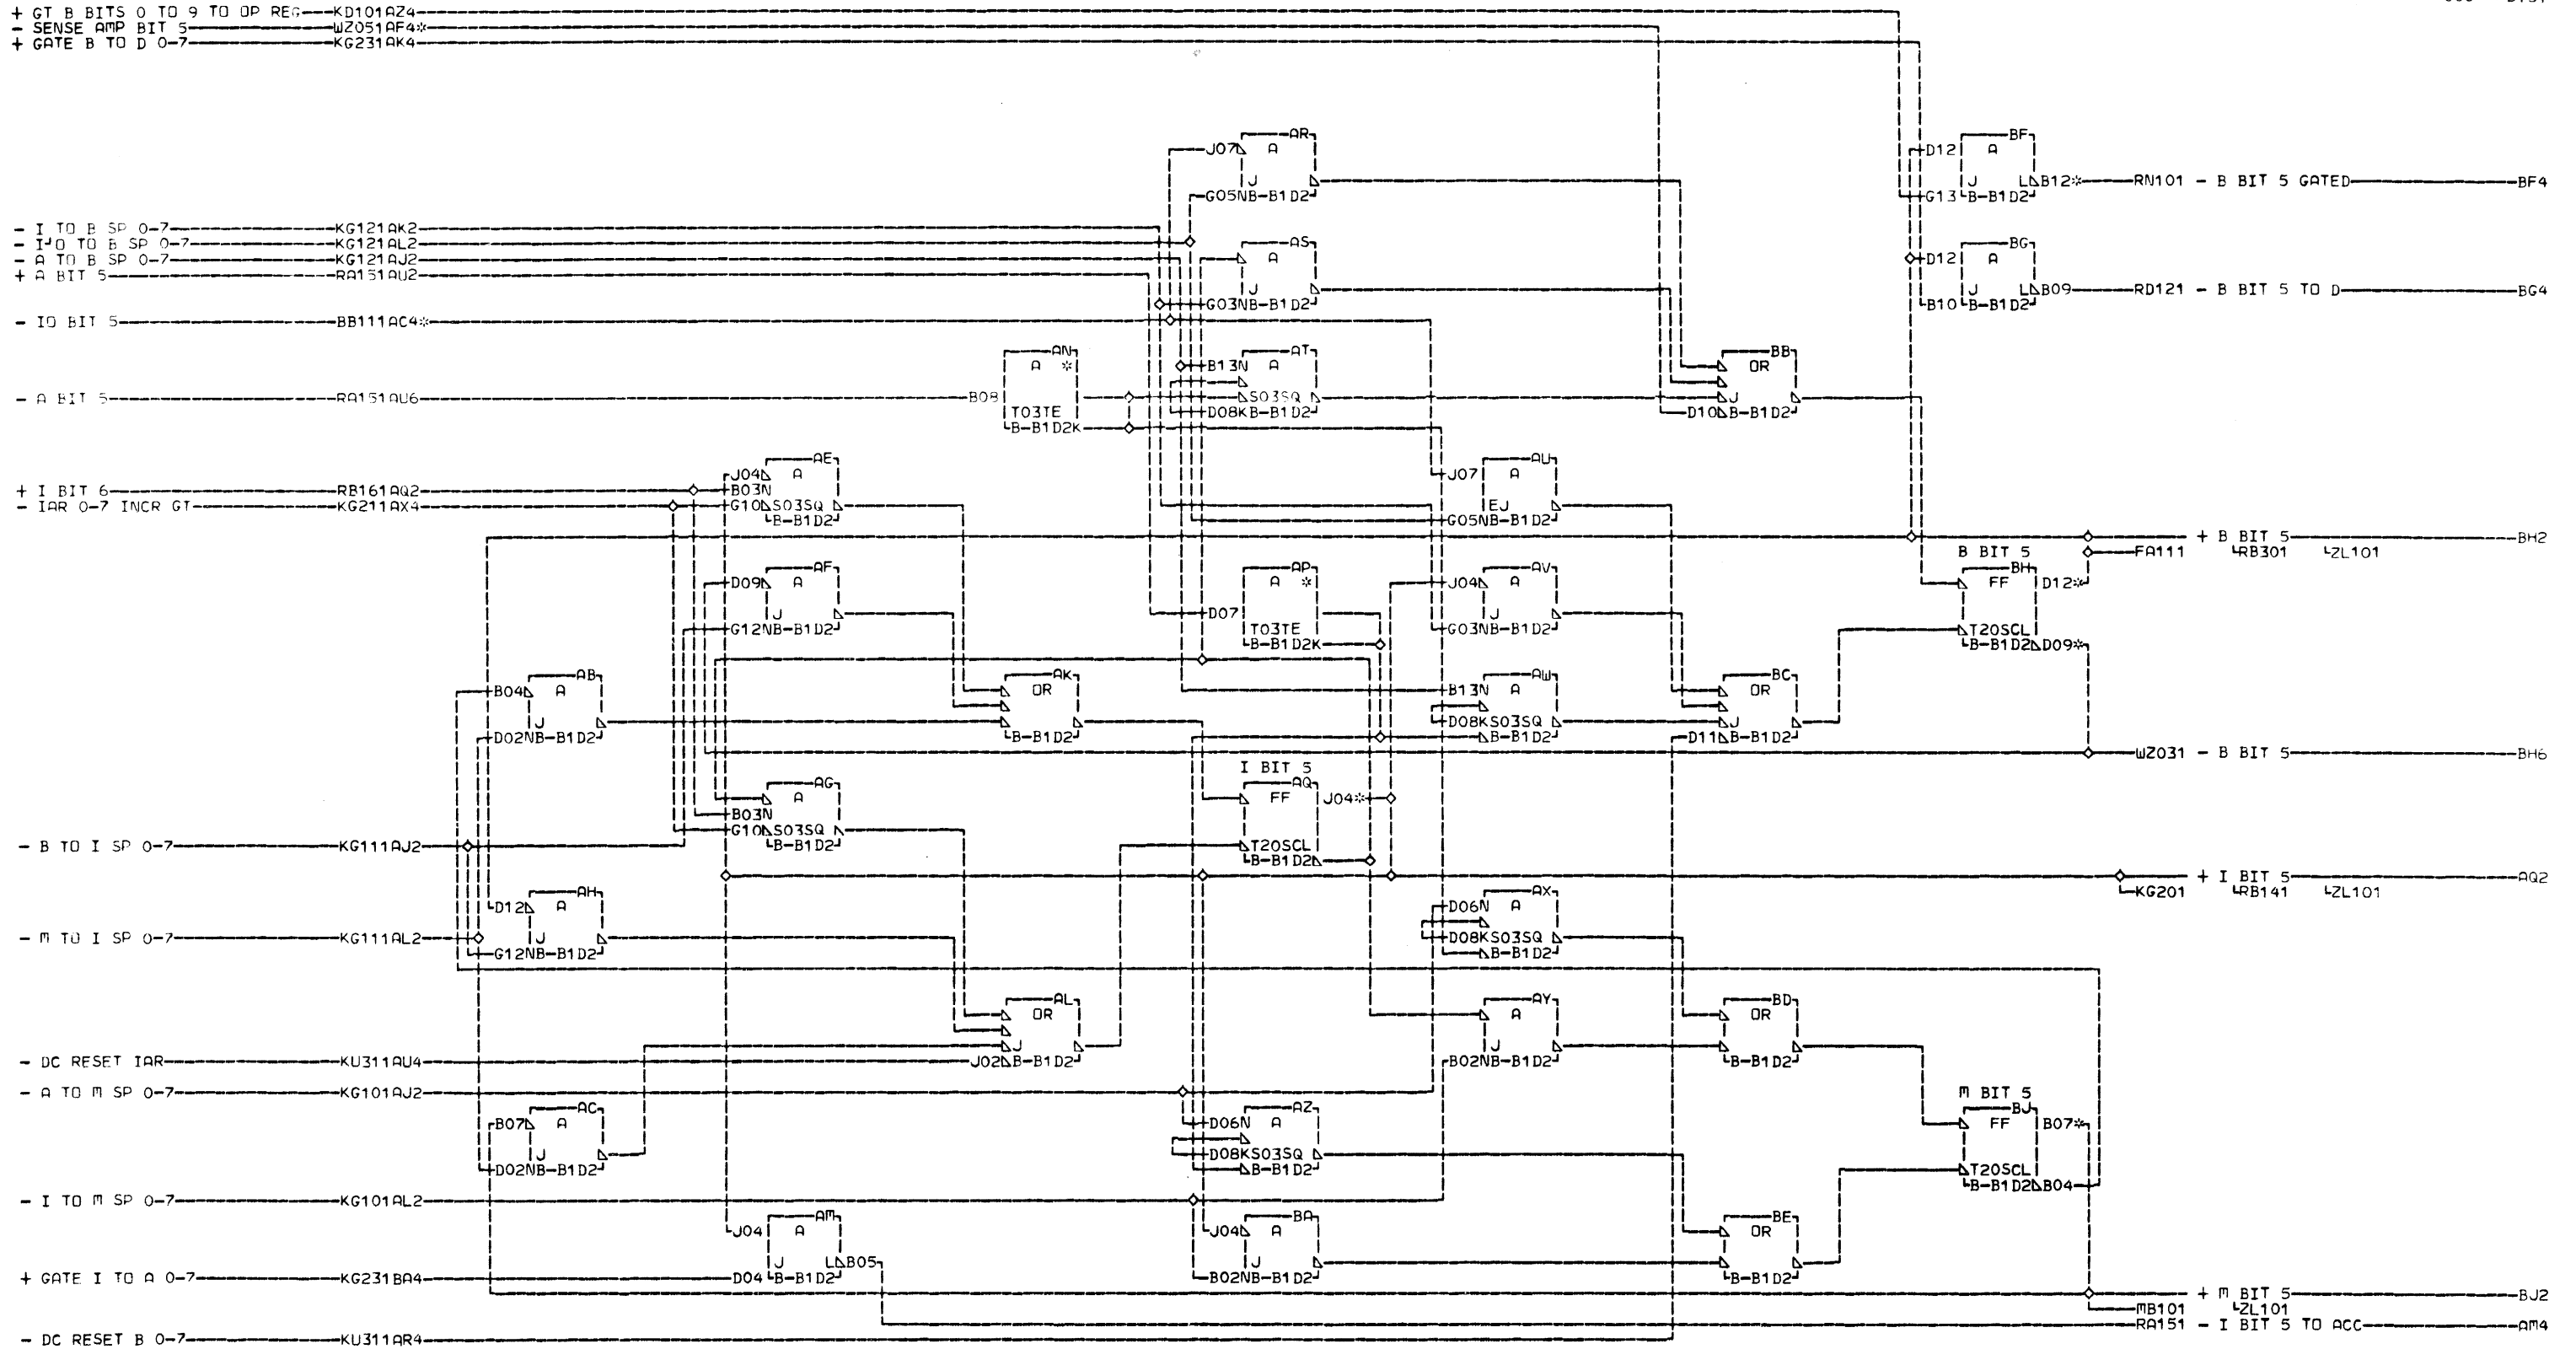 + GT B BITS 0 TO 9 TO OP REG KD101AZ4
- SENSE AMP BIT 5 WZ051AF4*
+ GATE B TO D 0-7 KG231AK4
AR
J07 A
J
G05NB-B1D2
BF
D12 A
J L B12* RN101 - B BIT 5 GATED BF4
G13 B-B1D2
- I TO B SP 0-7 KG121AK2
- I-O TO B SP 0-7 KG121AL2
- A TO B SP 0-7 KG121AJ2
+ A BIT 5 RA151AU2
AS
A
J
G03NB-B1D2
BG
D12 A
J L B09 RD121 - B BIT 5 TO D BG4
B10 B-B1D2
- IO BIT 5 BB111AC4*
AN
A *
- A BIT 5 RA151AU6 B08
T03TE
B-B1D2K
AT
B13N A
S03SQ
D08KB-B1D2
BB
OR
J
D10 B-B1D2
AE
J04 A
+ I BIT 6 RB161AQ2 B03N
- IAR 0-7 INCR GT KG211AX4 G10 S03SQ
B-B1D2
AU
J07 A
EJ
G05NB-B1D2
+ B BIT 5 BH2
FA111 RB301 ZL101
B BIT 5
BH
FF D12*
T20SCL
B-B1D2 D09*
AF
D09 A
J
G12NB-B1D2
AP
A *
D07
T03TE
B-B1D2K
AV
J04 A
J
G03NB-B1D2
AB
B04 A
J
D02NB-B1D2
AK
OR
B-B1D2
AW
B13N A
D08KS03SQ
B-B1D2
BC
OR
J
D11 B-B1D2
WZ031 - B BIT 5 BH6
AG
A
B03N
G10 S03SQ
B-B1D2
I BIT 5
AQ
FF J04*
T20SCL
B-B1D2
- B TO I SP 0-7 KG111AJ2
+ I BIT 5 AQ2
KG201 RB141 ZL101
AH
D12 A
J
G12NB-B1D2
- M TO I SP 0-7 KG111AL2
AX
D06N A
D08KS03SQ
B-B1D2
AL
OR
J
- DC RESET IAR KU311AU4 J02 B-B1D2
AY
A
J
B02NB-B1D2
BD
OR
B-B1D2
- A TO M SP 0-7 KG101AJ2
AC
B07 A
J
D02NB-B1D2
AZ
D06N A
D08KS03SQ
B-B1D2
M BIT 5
BJ
FF B07*
T20SCL
B-B1D2 B04
- I TO M SP 0-7 KG101AL2
AM
J04 A
J L B05
+ GATE I TO A 0-7 KG231BA4 D04 B-B1D2
BA
J04 A
J
B02NB-B1D2
BE
OR
B-B1D2
+ M BIT 5 BJ2
MB101 ZL101
RA151 - I BIT 5 TO ACC AM4
- DC RESET B 0-7 KU311AR4